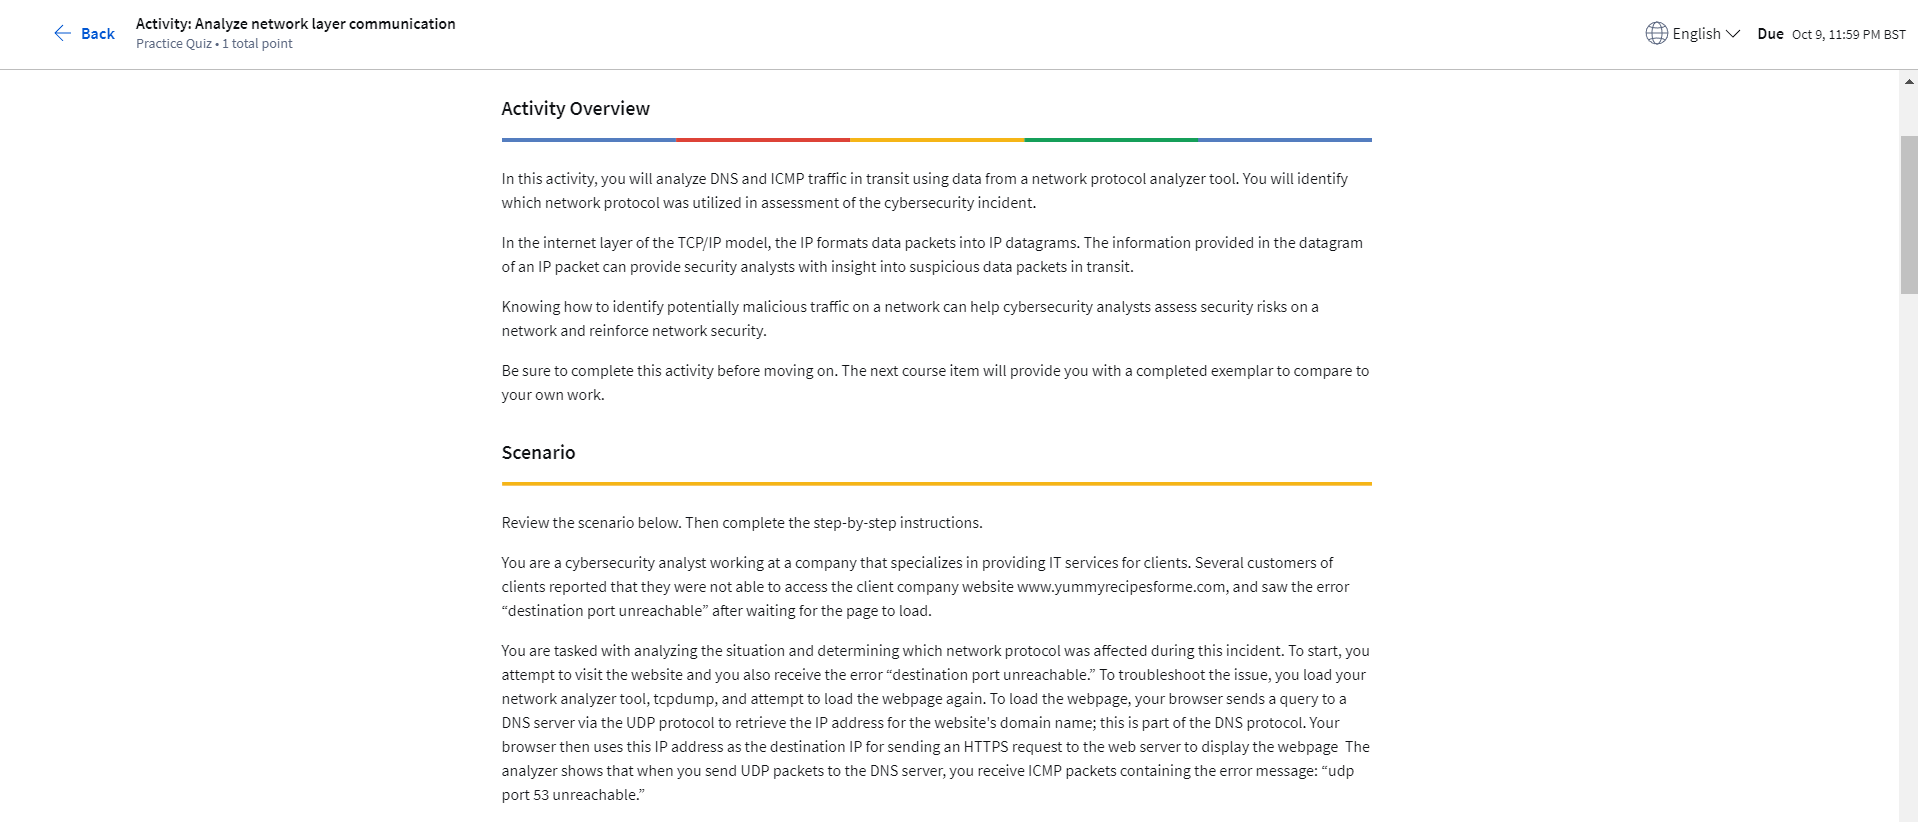 Back
Activity: Analyze network layer communication
Practice Quiz • 1 total point
English
Due Oct 9, 11:59 PM BST
Activity Overview
In this activity, you will analyze DNS and ICMP traffic in transit using data from a network protocol analyzer tool. You will identify
which network protocol was utilized in assessment of the cybersecurity incident.
In the internet layer of the TCP/IP model, the IP formats data packets into IP datagrams. The information provided in the datagram
of an IP packet can provide security analysts with insight into suspicious data packets in transit.
Knowing how to identify potentially malicious traffic on a network can help cybersecurity analysts assess security risks on a
network and reinforce network security.
Be sure to complete this activity before moving on. The next course item will provide you with a completed exemplar to compare to
your own work.
Scenario
Review the scenario below. Then complete the step-by-step instructions.
You are a cybersecurity analyst working at a company that specializes in providing IT services for clients. Several customers of
clients reported that they were not able to access the client company website www.yummyrecipesforme.com, and saw the error
“destination port unreachable” after waiting for the page to load.
You are tasked with analyzing the situation and determining which network protocol was affected during this incident. To start, you
attempt to visit the website and you also receive the error “destination port unreachable.” To troubleshoot the issue, you load your
network analyzer tool, tcpdump, and attempt to load the webpage again. To load the webpage, your browser sends a query to a
DNS server via the UDP protocol to retrieve the IP address for the website's domain name; this is part of the DNS protocol. Your
browser then uses this IP address as the destination IP for sending an HTTPS request to the web server to display the webpage  The
analyzer shows that when you send UDP packets to the DNS server, you receive ICMP packets containing the error message: “udp
port 53 unreachable.”